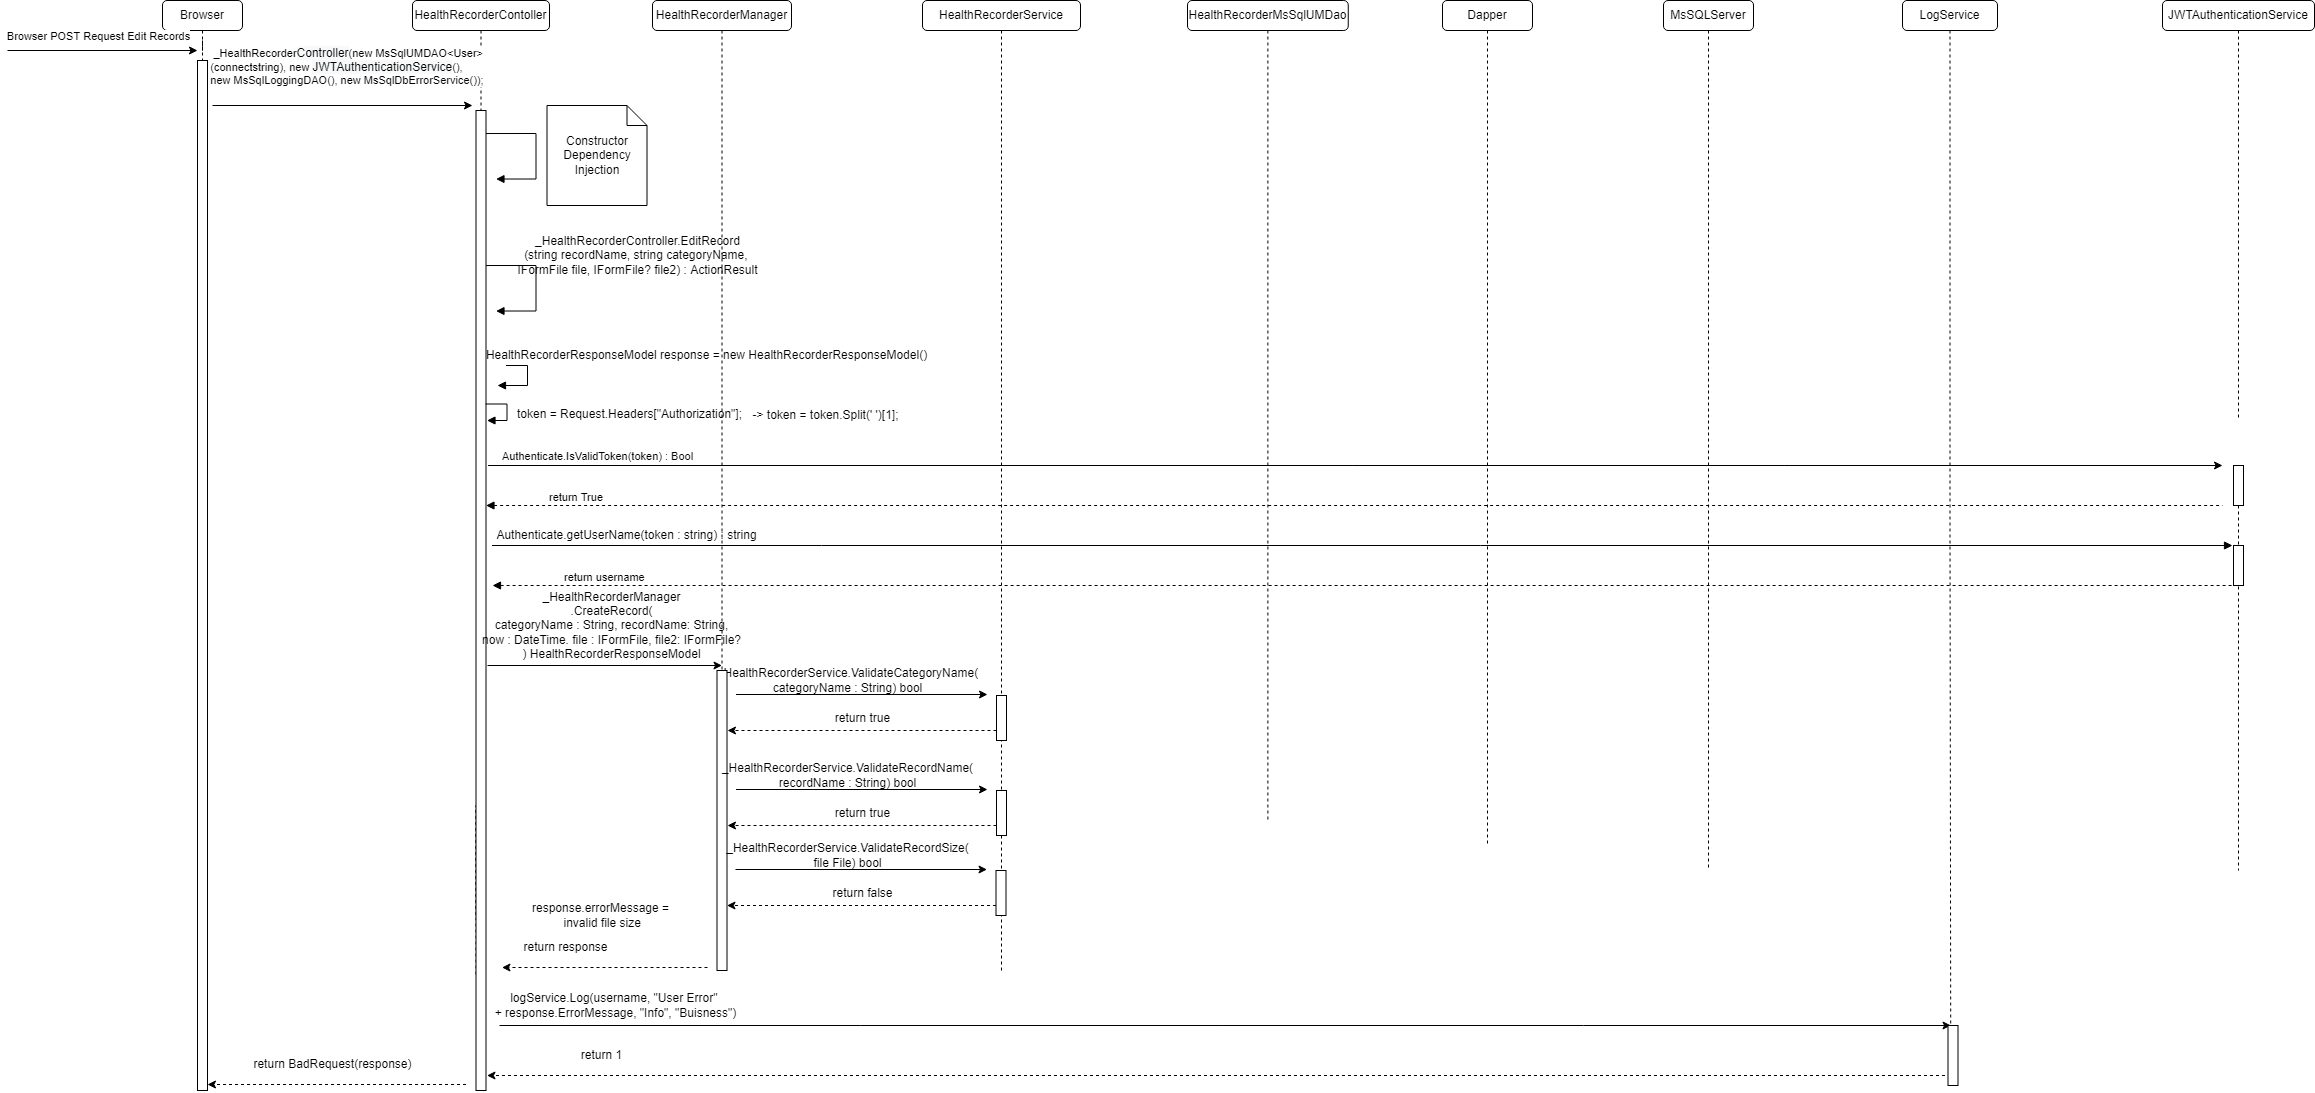 Browser
HealthRecorderContoller
HealthRecorderManager
HealthRecorderService
HealthRecorderMsSqlUMDao
Dapper
MsSQLServer
LogService
JWTAuthenticationService
Browser POST Request Edit Records
_HealthRecorderController(new MsSqlUMDAO<User>
(connectstring), new JWTAuthenticationService(),
new MsSqlLoggingDAO(), new MsSqlDbErrorService());
Constructor
Dependency
Injection
_HealthRecorderController.EditRecord
(string recordName, string categoryName,
IFormFile file, IFormFile? file2) : ActionResult
HealthRecorderResponseModel response = new HealthRecorderResponseModel()
token = Request.Headers["Authorization"];   -> token = token.Split(' ')[1];
Authenticate.IsValidToken(token) : Bool
return True
Authenticate.getUserName(token : string) : string
return username
_HealthRecorderManager
.CreateRecord(
categoryName : String, recordName: String,
now : DateTime. file : IFormFile, file2: IFormFile?
) HealthRecorderResponseModel
HealthRecorderService.ValidateCategoryName(
categoryName : String) bool
return true
_HealthRecorderService.ValidateRecordName(
recordName : String) bool
return true
_HealthRecorderService.ValidateRecordSize(
file File) bool
return false
response.errorMessage =
invalid file size
return response
logService.Log(username, "User Error"
+ response.ErrorMessage, "Info", "Buisness")
return 1
return BadRequest(response)